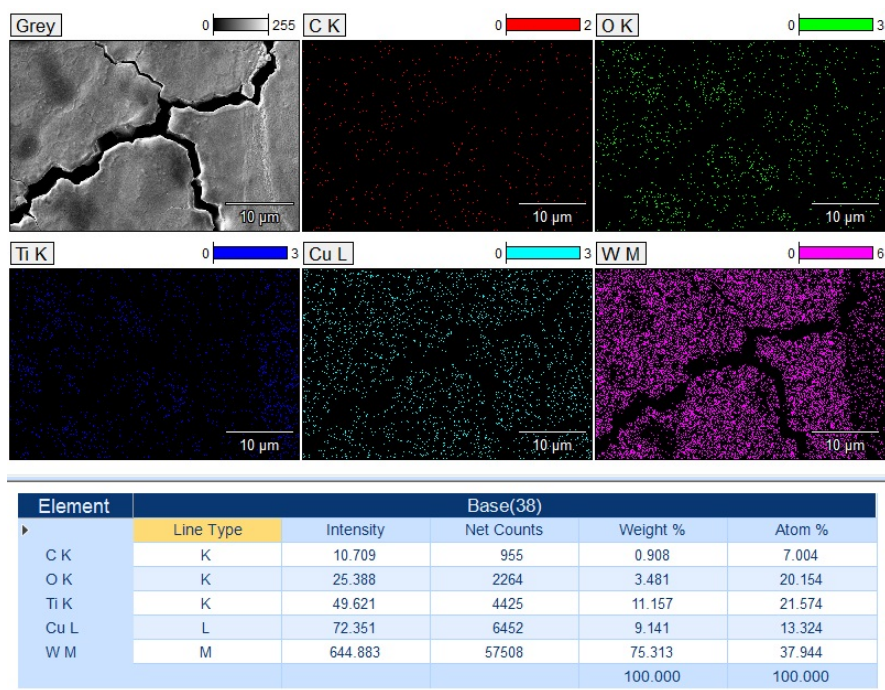 Grey 0 255 C K 0 2 O K 0 3
10 µm 10 µm 10 µm
Ti K 0 3 Cu L 0 3 W M 0 6
10 µm 10 µm 10 µm
Element Base(38)
Line Type Intensity Net Counts Weight % Atom %
C K K 10.709 955 0.908 7.004
O K K 25.388 2264 3.481 20.154
Ti K K 49.621 4425 11.157 21.574
Cu L L 72.351 6452 9.141 13.324
W M M 644.883 57508 75.313 37.944
100.000 100.000